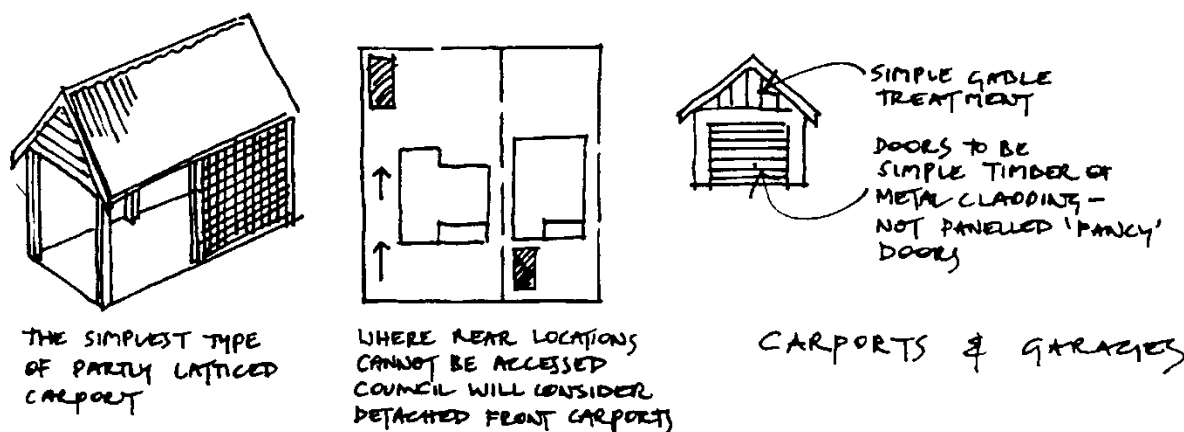 THE SIMPLEST TYPE
OF PARTLY LATTICED
CARPORT
WHERE REAR LOCATIONS
CANNOT BE ACCESSED
COUNCIL WILL CONSIDER
DETACHED FRONT CARPORTS
SIMPLE GABLE
TREATMENT
DOORS TO BE
SIMPLE TIMBER OR
METAL CLADDING -
NOT PANELLED 'FANCY'
DOORS
CARPORTS & GARAGES